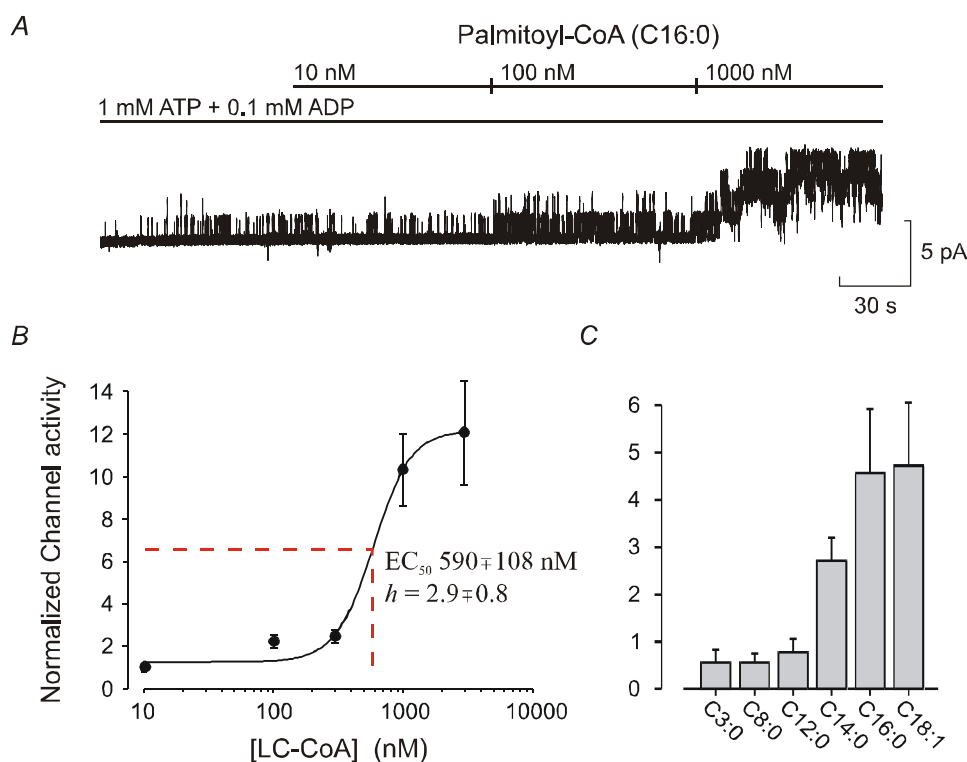 A
Palmitoyl-CoA (C16:0)
10 nM 100 nM 1000 nM
1 mM ATP + 0.1 mM ADP
5 pA
30 s
B
Normalized Channel activity
14
12
10
8
6
4
2
0
EC₅₀ 590∓108 nM
h = 2.9∓0.8
10 100 1000 10000
[LC-CoA] (nM)
C
6
5
4
3
2
1
0
C3:0 C8:0 C12:0 C14:0 C16:0 C18:1